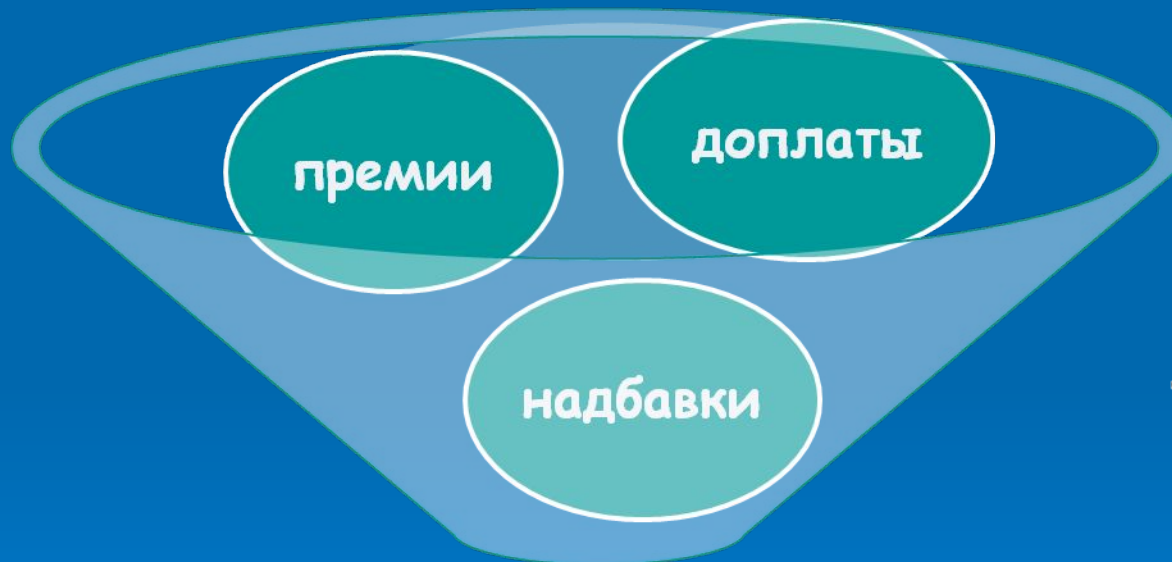 премии
доплаты
надбавки